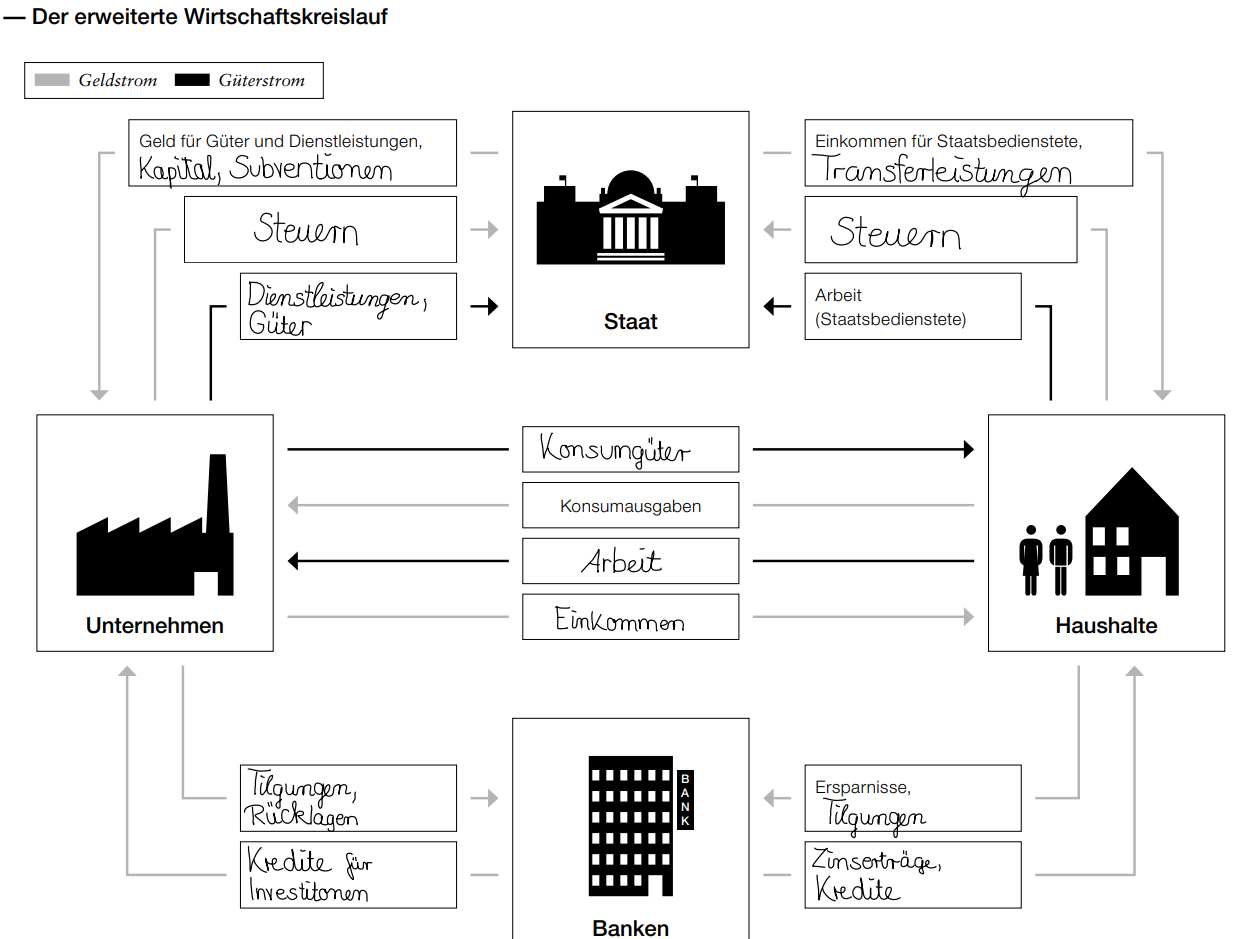 — Der erweiterte Wirtschaftskreislauf
Geldstrom Güterstrom
Geld für Güter und Dienstleistungen,
Kapital, Subventionen
Einkommen für Staatsbedienstete,
Transferleistungen
Steuern
Steuern
Dienstleistungen,
Güter
Arbeit
(Staatsbedienstete)
Staat
Konsumgüter
Konsumausgaben
Arbeit
Einkommen
Unternehmen
Haushalte
Tilgungen,
Rücklagen
BANK
Ersparnisse,
Tilgungen
Kredite für
Investitonen
Zinserträge,
Kredite
Banken